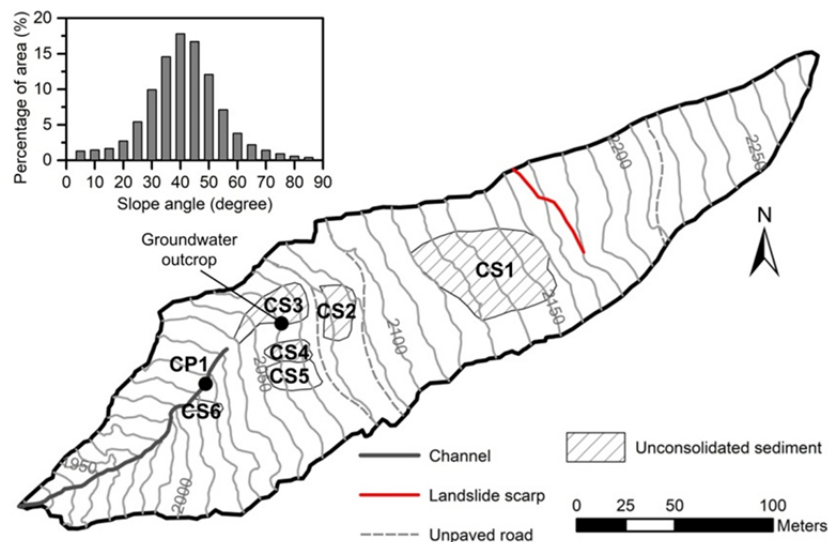 Percentage of area (%)
20
15
10
5
0
0 10 20 30 40 50 60 70 80 90
Slope angle (degree)
Groundwater
outcrop
2200
2250
N
CS1
2150
CS3
CS2
2100
CS4
CP1
CS5
CS6
1950
2000
Channel
Unconsolidated sediment
Landslide scarp
Unpaved road
0 25 50 100
Meters